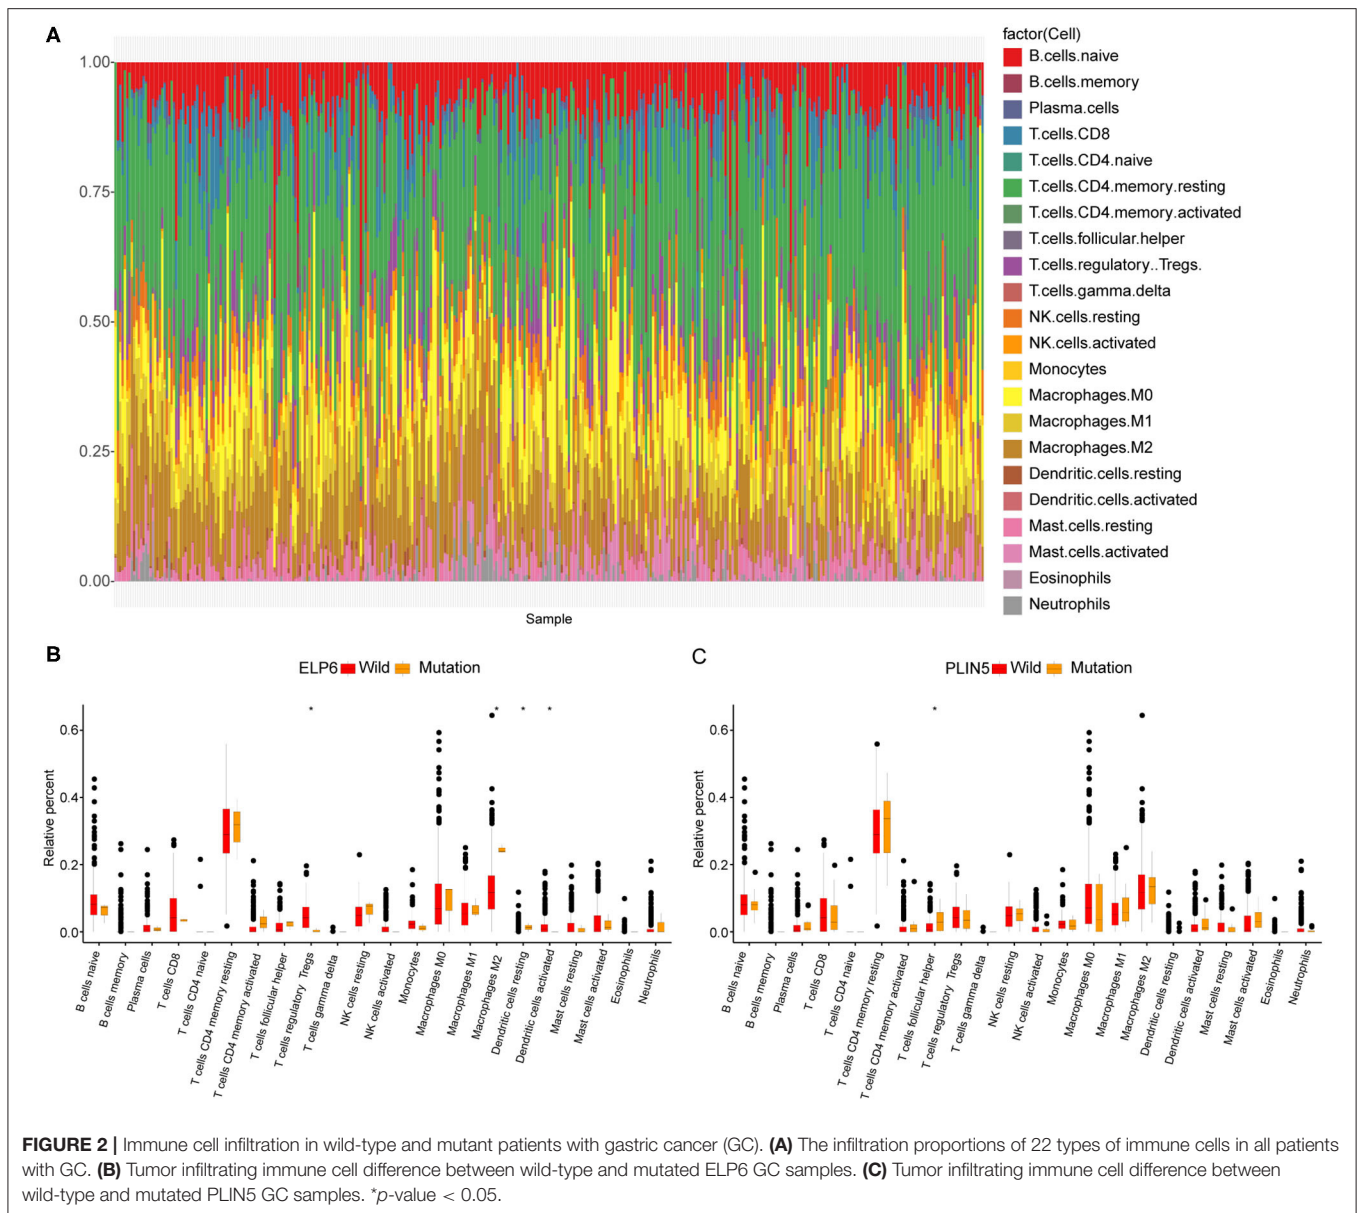 A
factor(Cell)
B.cells.naive
B.cells.memory
Plasma.cells
T.cells.CD8
T.cells.CD4.naive
T.cells.CD4.memory.resting
T.cells.CD4.memory.activated
T.cells.follicular.helper
T.cells.regulatory..Tregs.
T.cells.gamma.delta
NK.cells.resting
NK.cells.activated
Monocytes
Macrophages.M0
Macrophages.M1
Macrophages.M2
Dendritic.cells.resting
Dendritic.cells.activated
Mast.cells.resting
Mast.cells.activated
Eosinophils
Neutrophils
1.00
0.75
0.50
0.25
0.00
Sample
B
ELP6 Wild Mutation
* * * *
Relative percent
0.6
0.4
0.2
0.0
B cells naive
B cells memory
Plasma cells
T cells CD8
T cells CD4 naive
T cells CD4 memory resting
T cells CD4 memory activated
T cells follicular helper
T cells regulatory Tregs
T cells gamma delta
NK cells resting
NK cells activated
Monocytes
Macrophages M0
Macrophages M1
Macrophages M2
Dendritic cells resting
Dendritic cells activated
Mast cells resting
Mast cells activated
Eosinophils
Neutrophils
C
PLIN5 Wild Mutation
*
Relative percent
0.6
0.4
0.2
0.0
B cells naive
B cells memory
Plasma cells
T cells CD8
T cells CD4 naive
T cells CD4 memory resting
T cells CD4 memory activated
T cells follicular helper
T cells regulatory Tregs
T cells gamma delta
NK cells resting
NK cells activated
Monocytes
Macrophages M0
Macrophages M1
Macrophages M2
Dendritic cells resting
Dendritic cells activated
Mast cells resting
Mast cells activated
Eosinophils
Neutrophils
FIGURE 2 | Immune cell infiltration in wild-type and mutant patients with gastric cancer (GC). (A) The infiltration proportions of 22 types of immune cells in all patients
with GC. (B) Tumor infiltrating immune cell difference between wild-type and mutated ELP6 GC samples. (C) Tumor infiltrating immune cell difference between
wild-type and mutated PLIN5 GC samples. *p-value < 0.05.